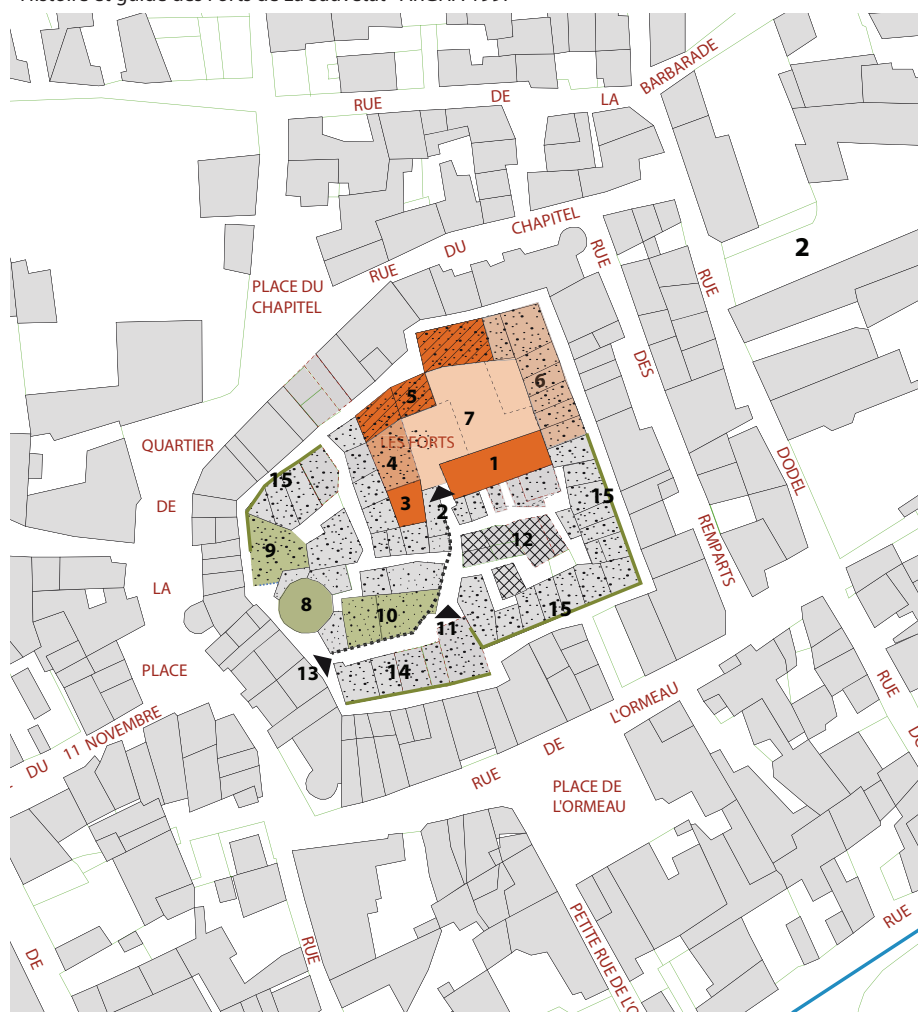 RUE DE LA BARBARADE
RUE DU CHAPITEL
2
PLACE DU
CHAPITEL
RUE DES REMPARTS
RUE DODEL
6
5
7
QUARTIER DE LA PLACE
LES FORTS
4
1
15
3
2
15
12
9
8
10
11
15
13
14
DU 11 NOVEMBRE
RUE DE L'ORMEAU
RUE
PLACE DE
L'ORMEAU
DE
RUE
PETITE RUE DE L'O
RUE